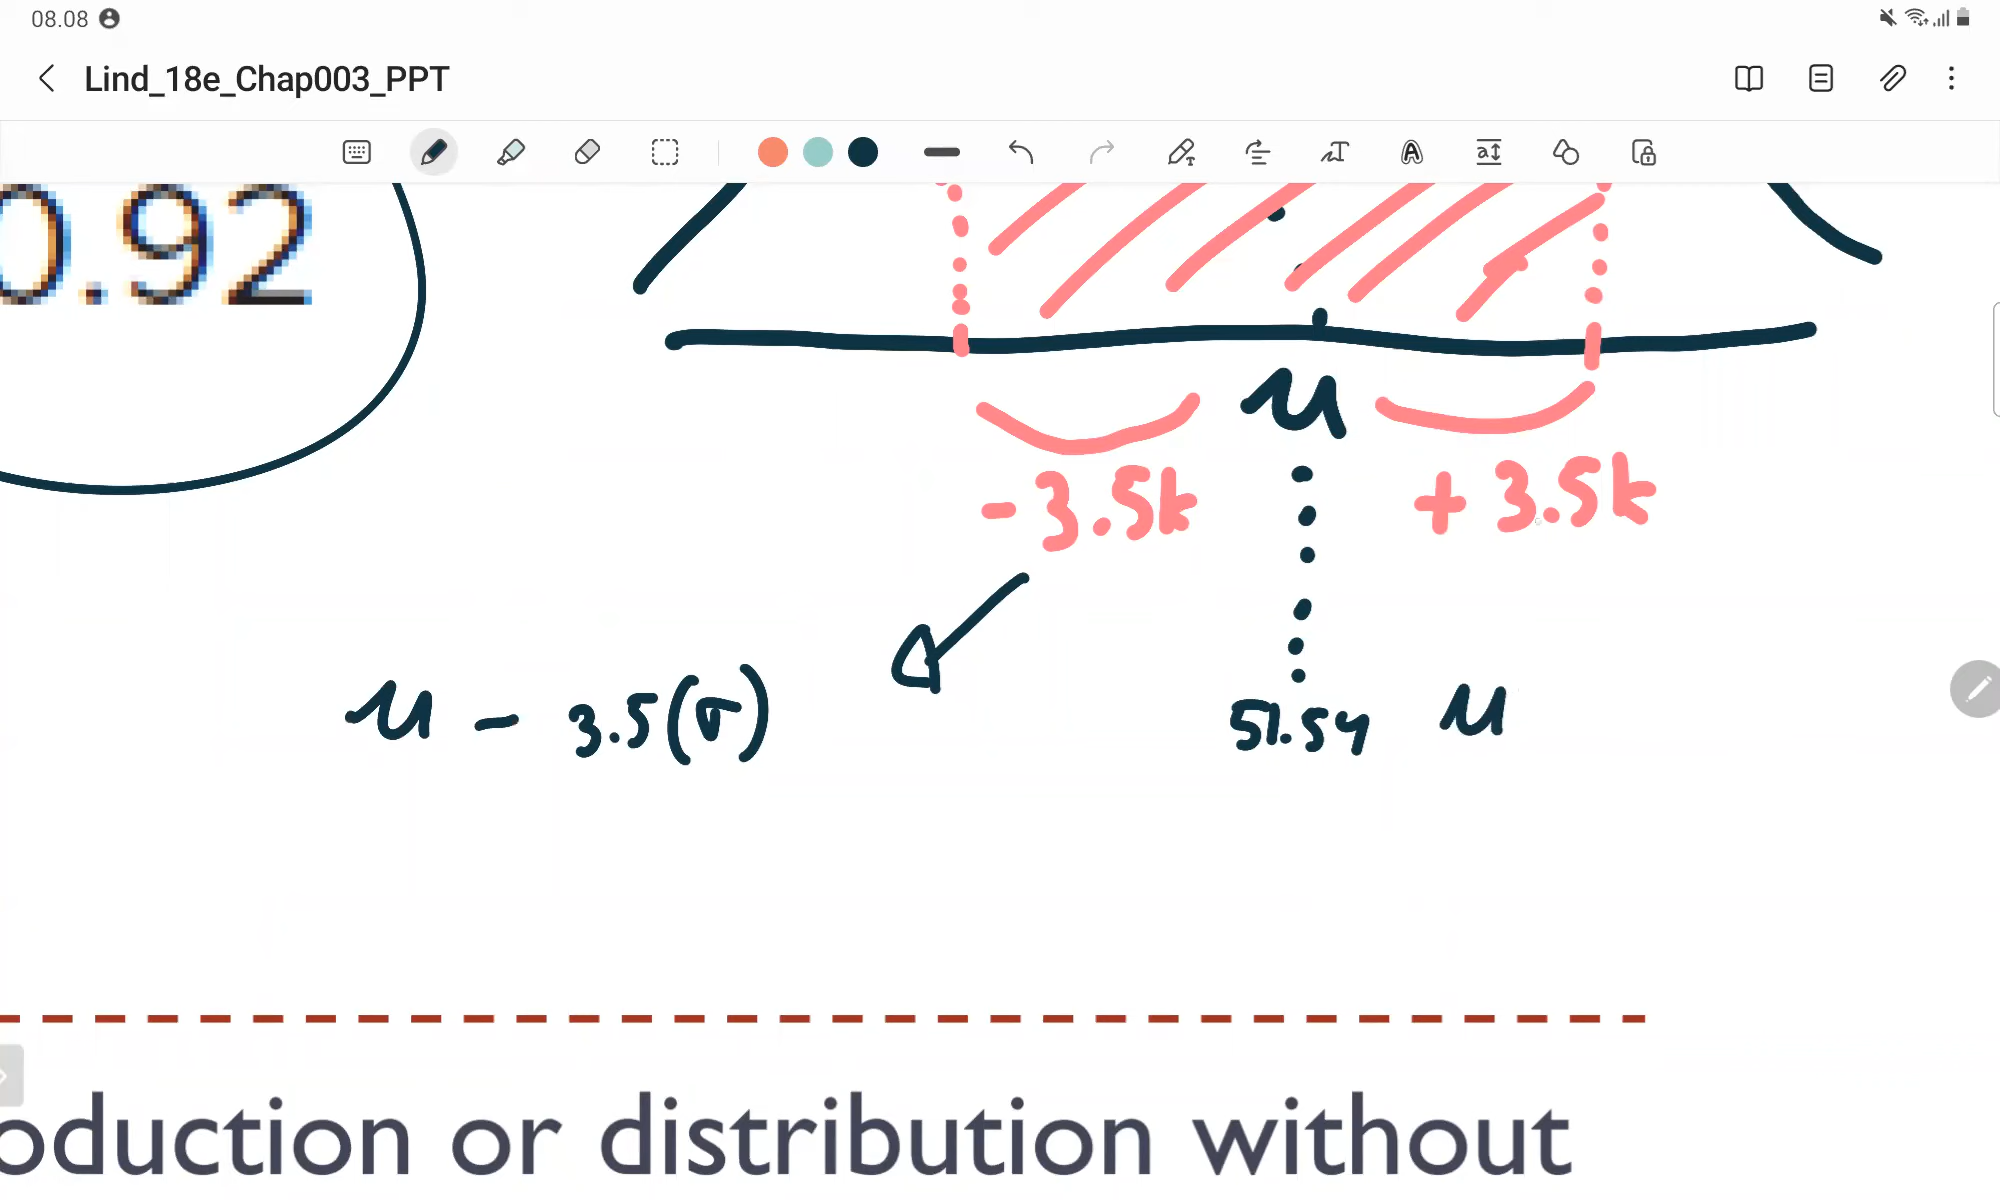 08.08
Lind_18e_Chap003_PPT
0.92
μ
- 3.5k
+ 3.5k
μ - 3.5(σ)
51.54 μ
oduction or distribution without